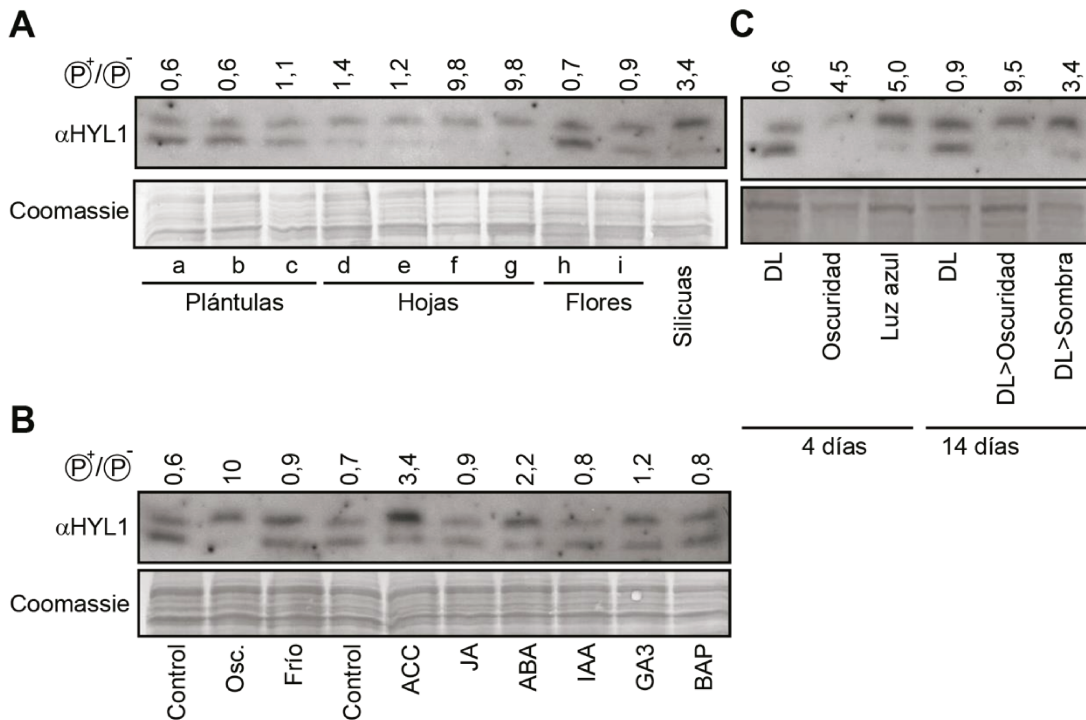 A
Ⓟ⁺/Ⓟ⁻ 0,6 0,6 1,1 1,4 1,2 9,8 9,8 0,7 0,9 3,4
αHYL1
Coomassie
a b c d e f g h i
Plántulas Hojas Flores Silicuas
B
Ⓟ⁺/Ⓟ⁻ 0,6 10 0,9 0,7 3,4 0,9 2,2 0,8 1,2 0,8
αHYL1
Coomassie
Control Osc. Frío Control ACC JA ABA IAA GA3 BAP
C
0,6 4,5 5,0 0,9 9,5 3,4
DL Oscuridad Luz azul DL DL>Oscuridad DL>Sombra
4 días 14 días